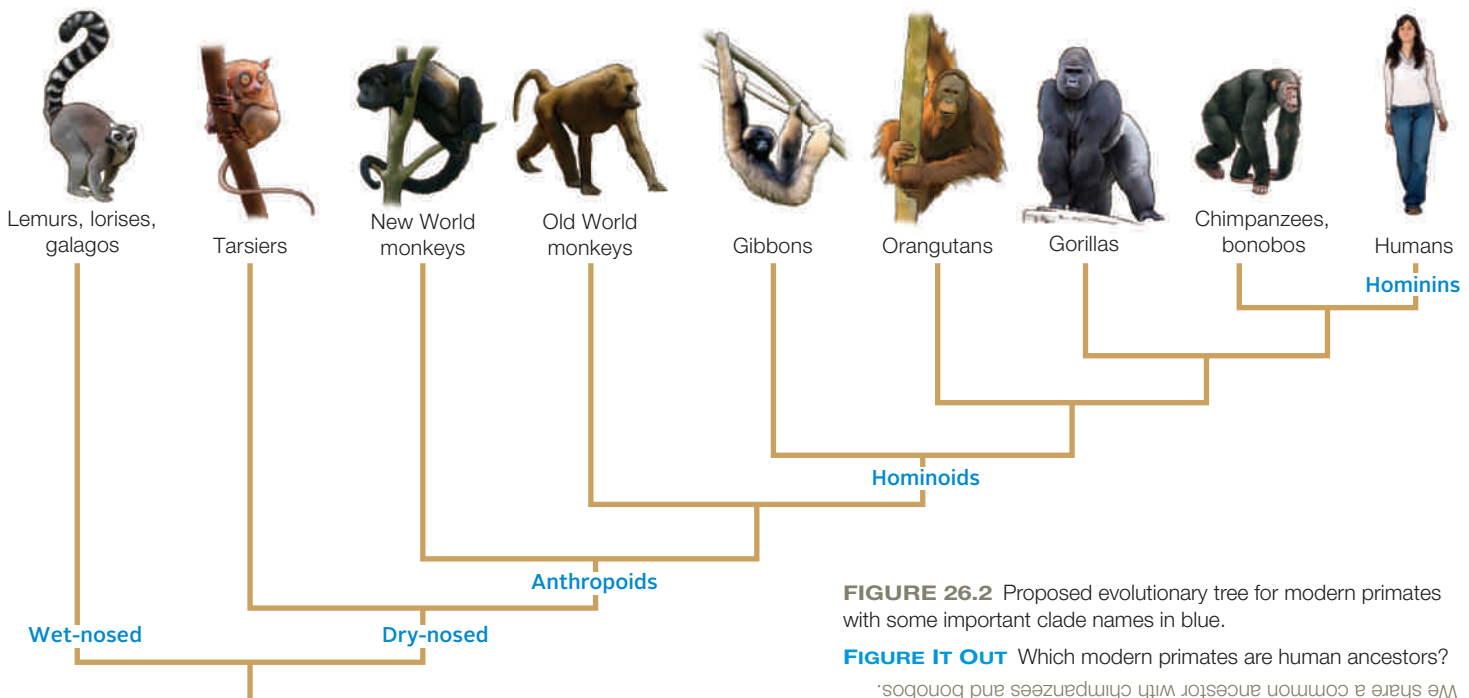 Lemurs, lorises,
galagos
Tarsiers
New World
monkeys
Old World
monkeys
Gibbons
Orangutans
Gorillas
Chimpanzees,
bonobos
Humans
Hominins
Hominoids
Anthropoids
Wet-nosed
Dry-nosed
FIGURE 26.2 Proposed evolutionary tree for modern primates
with some important clade names in blue.
FIGURE IT OUT Which modern primates are human ancestors?
We share a common ancestor with chimpanzees and bonobos.